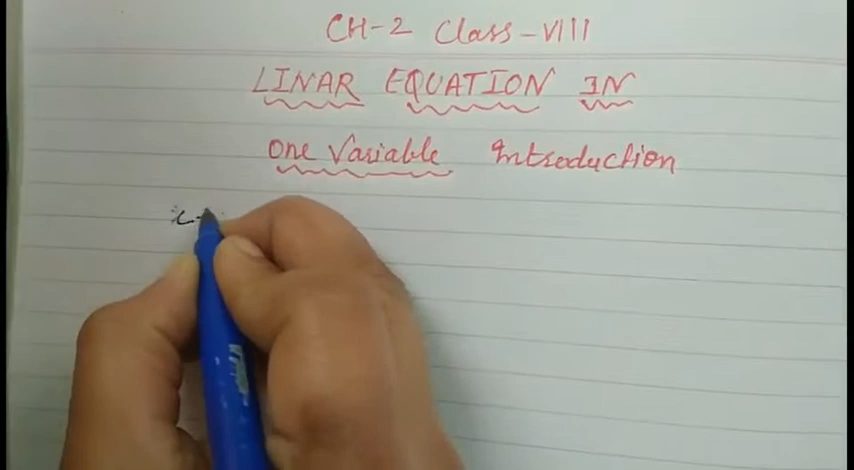 CH-2 Class-VIII
LINAR EQUATION IN
One Variable Introduction